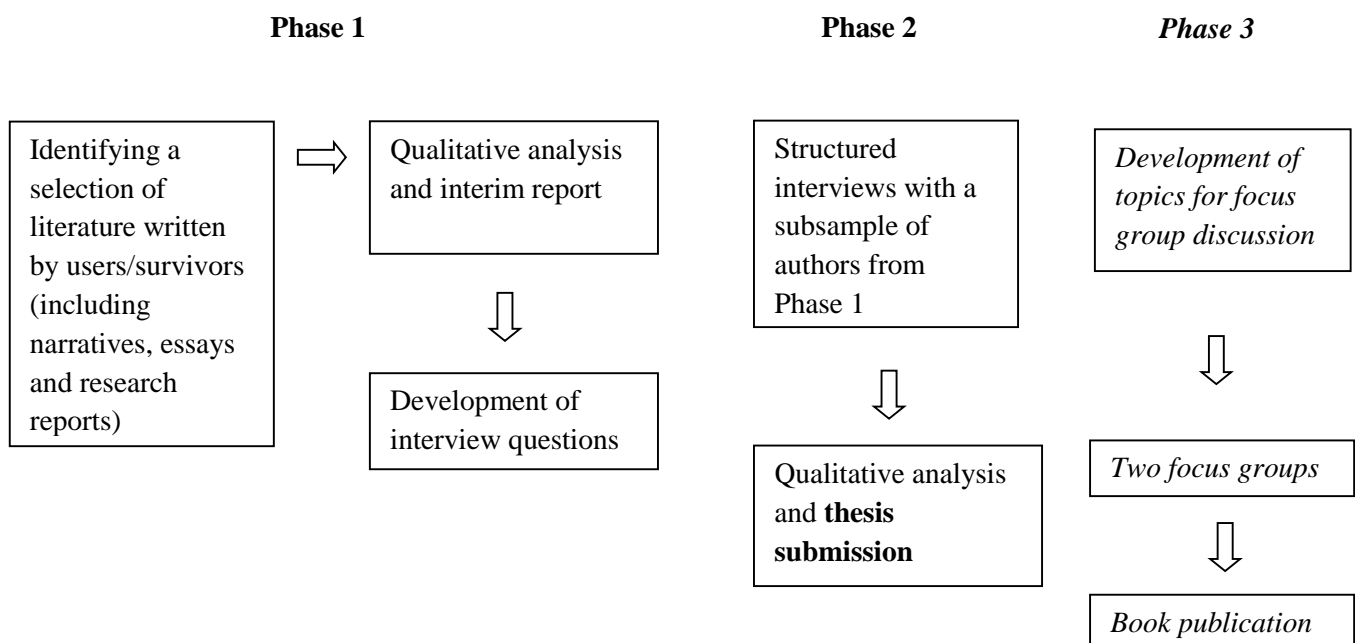 Phase 1
Phase 2
Phase 3
Identifying a
selection of
literature written
by users/survivors
(including
narratives, essays
and research
reports)
Qualitative analysis
and interim report
Development of
interview questions
Structured
interviews with a
subsample of
authors from
Phase 1
Qualitative analysis
and thesis
submission
Development of
topics for focus
group discussion
Two focus groups
Book publication